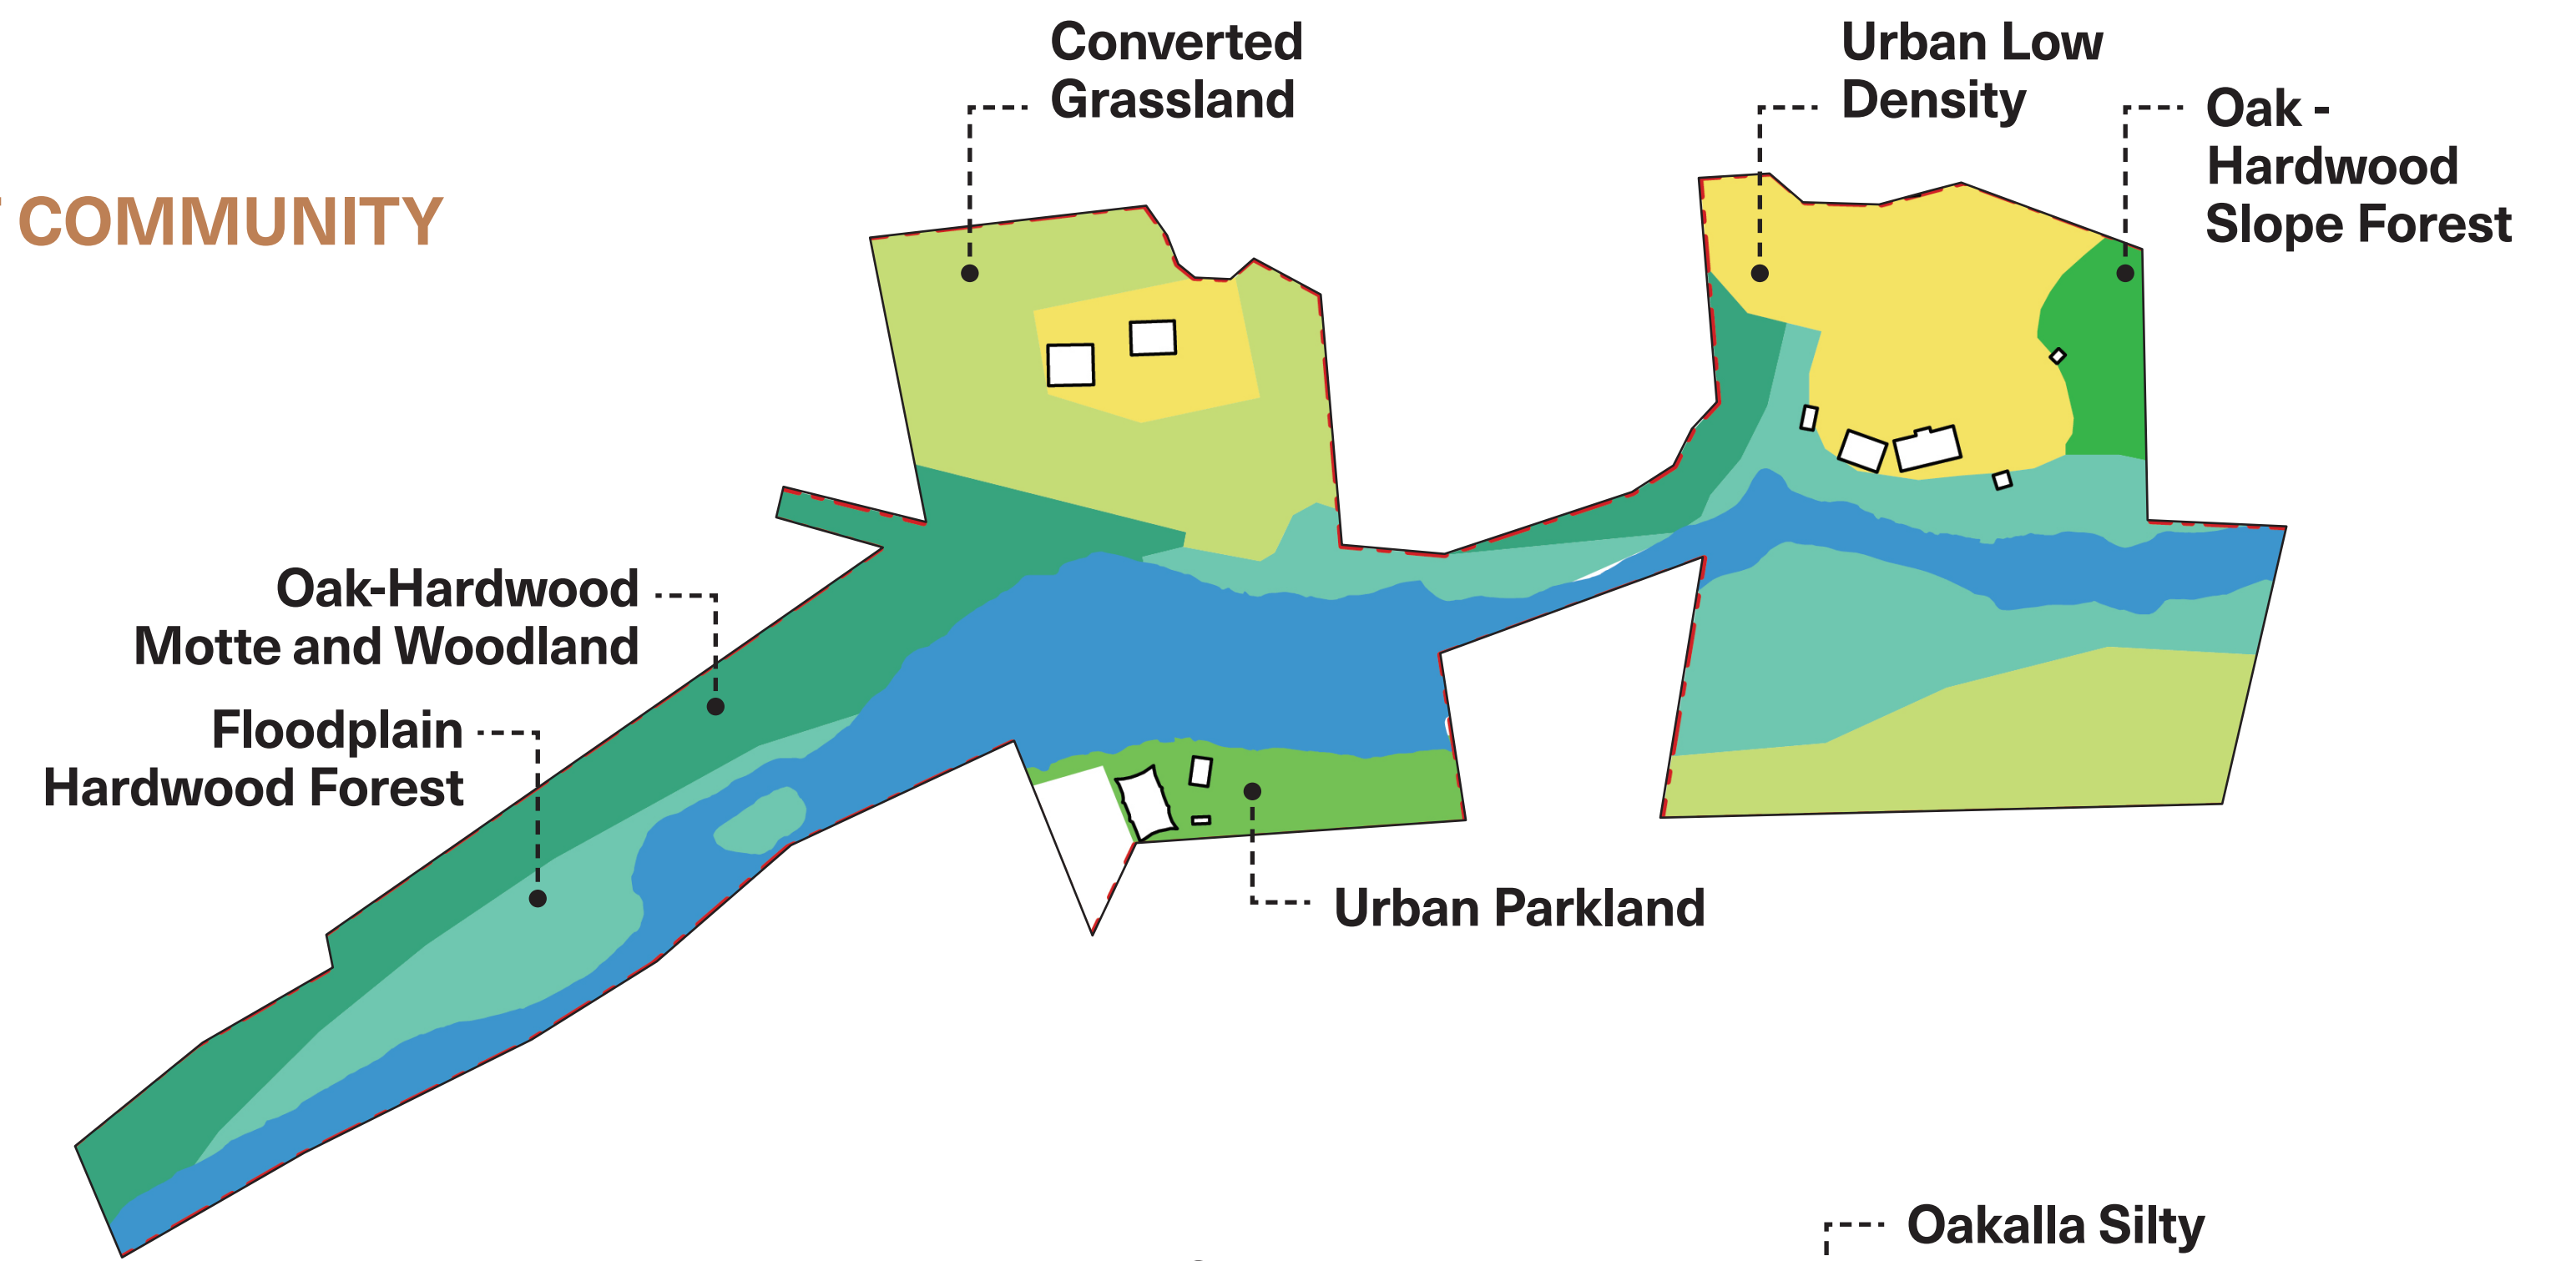 Converted
Grassland
Urban Low
Density
Oak -
Hardwood
Slope Forest
COMMUNITY
Oak-Hardwood
Motte and Woodland
Floodplain
Hardwood Forest
Urban Parkland
Oakalla Silty